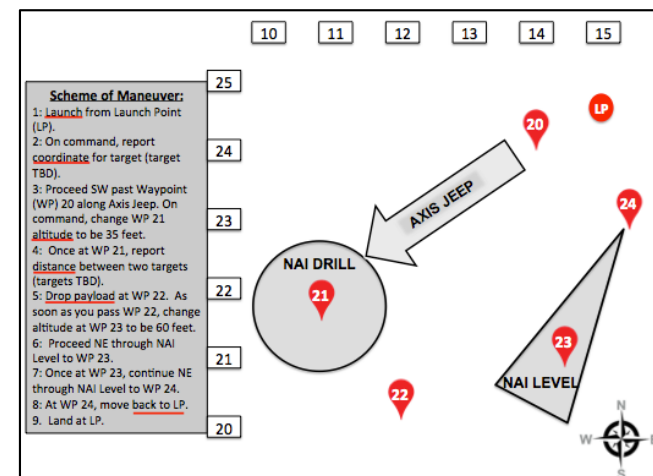 10 11 12 13 14 15
25
24
23
22
21
20
Scheme of Maneuver:
1: Launch from Launch Point
(LP).
2: On command, report
coordinate for target (target
TBD).
3: Proceed SW past Waypoint
(WP) 20 along Axis Jeep. On
command, change WP 21
altitude to be 35 feet.
4: Once at WP 21, report
distance between two targets
(targets TBD).
5: Drop payload at WP 22. As
soon as you pass WP 22, change
altitude at WP 23 to be 60 feet.
6: Proceed NE through NAI
Level to WP 23.
7: Once at WP 23, continue NE
through NAI Level to WP 24.
8: At WP 24, move back to LP.
9. Land at LP.
LP
20
AXIS JEEP
24
NAI DRILL
21
23
NAI LEVEL
22
N
W
E
S